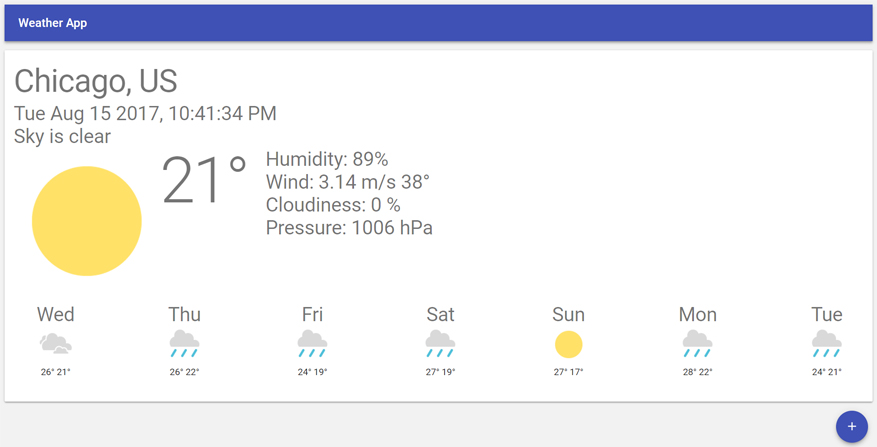 Weather App
Chicago, US
Tue Aug 15 2017, 10:41:34 PM
Sky is clear
21°
Humidity: 89%
Wind: 3.14 m/s 38°
Cloudiness: 0 %
Pressure: 1006 hPa
Wed Thu Fri Sat Sun Mon Tue
26° 21° 26° 22° 24° 19° 27° 19° 27° 17° 28° 22° 24° 21°
+